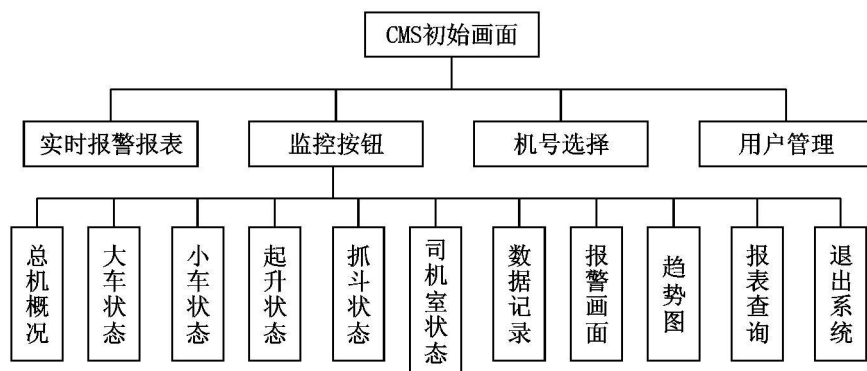 CMS初始画面
实时报警报表
监控按钮
机号选择
用户管理
总机概况
大车状态
小车状态
起升状态
抓斗状态
司机室状态
数据记录
报警画面
趋势图
报表查询
退出系统